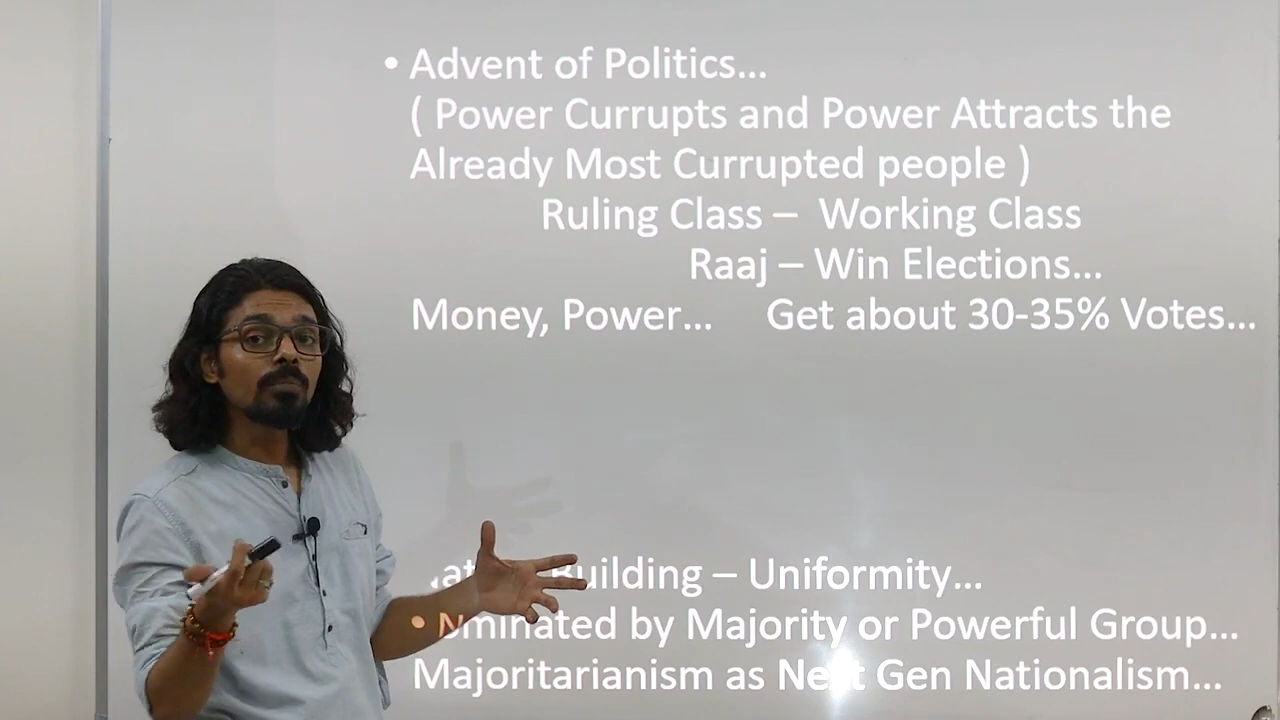 • Advent of Politics...
( Power Currupts and Power Attracts the
Already Most Currupted people )
Ruling Class – Working Class
Raaj – Win Elections...
Money, Power... Get about 30-35% Votes...
Building – Uniformity...
• Nominated by Majority or Powerful Group...
Majoritarianism as Next Gen Nationalism...